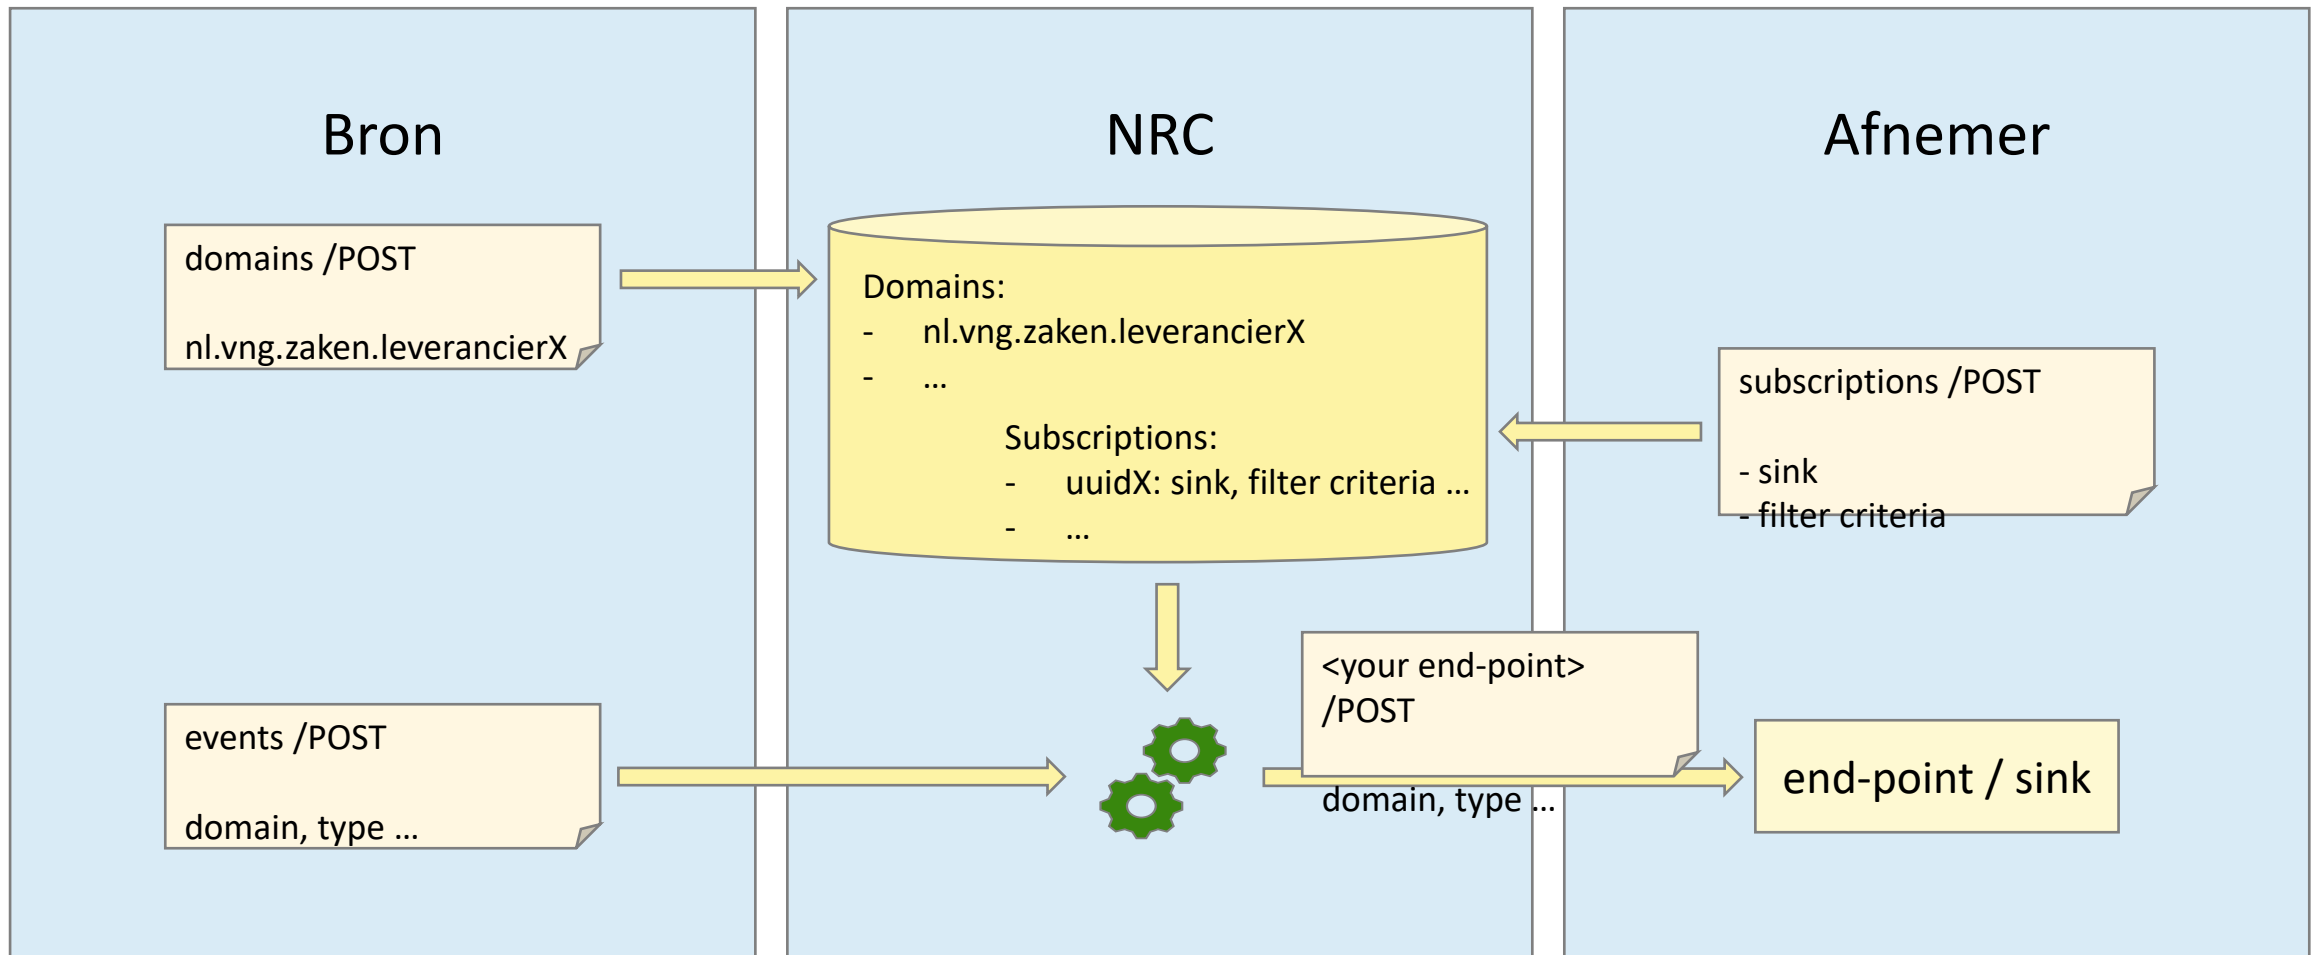 Bron
domains /POST
nl.vng.zaken.leverancierX
events /POST
domain, type ...
NRC
Domains:
- nl.vng.zaken.leverancierX
- ...
Subscriptions:
- uuidX: sink, filter criteria ...
- ...
<your end-point>
/POST
domain, type ...
Afnemer
subscriptions /POST
- sink
- filter criteria
end-point / sink